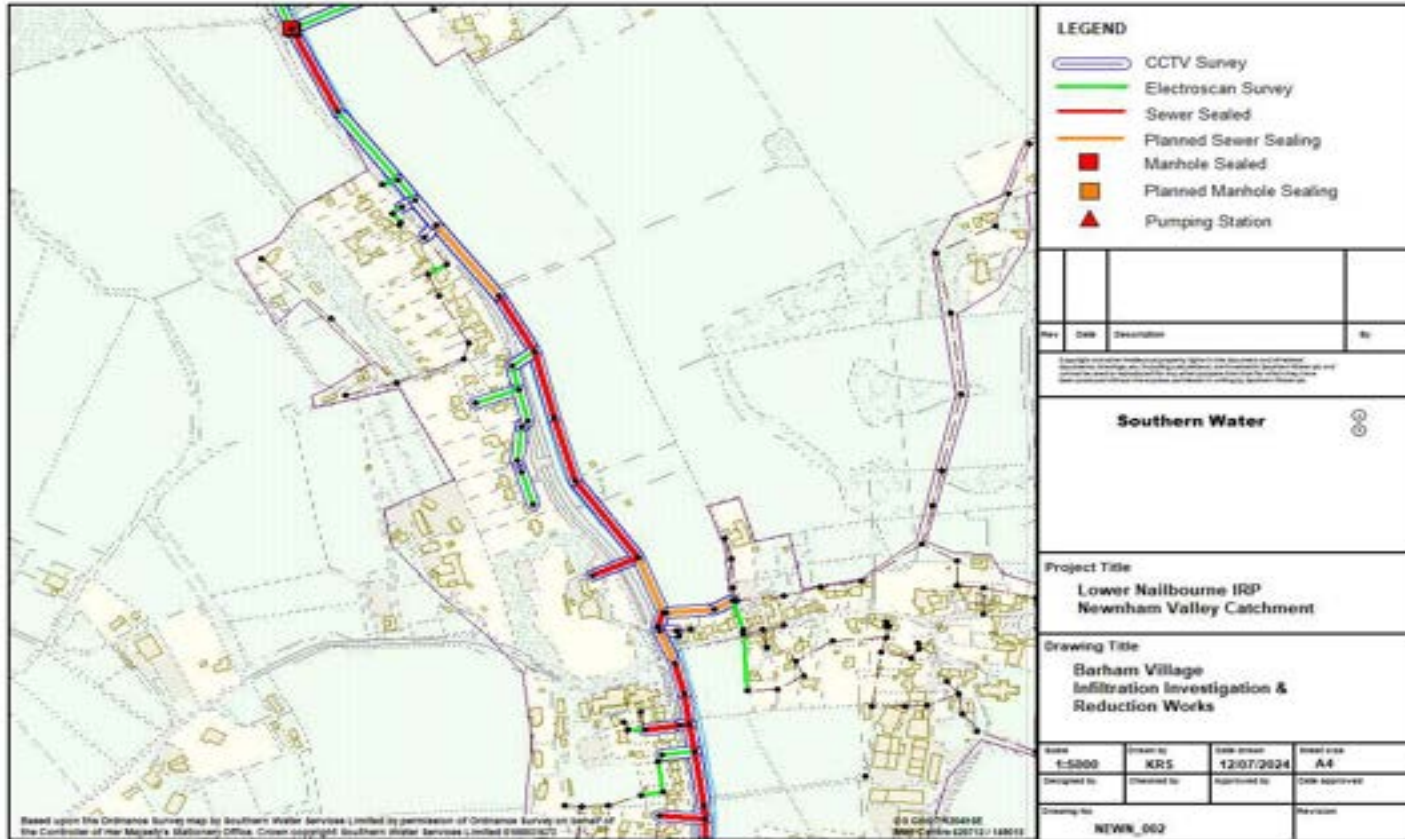 LEGEND
CCTV Survey
Electroscan Survey
Sewer Sealed
Planned Sewer Sealing
Manhole Sealed
Planned Manhole Sealing
Pumping Station
Rev Date Description By
Southern Water
Project Title
Lower Nailbourne IRP
Newnham Valley Catchment
Drawing Title
Barham Village
Infiltration Investigation &
Reduction Works
Scale Drawn by Date drawn Sheet size
1:5000 KRS 12/07/2024 A4
Designed by Checked by Approved by Date approved
Drawing No Revision
NEWN_002
Based upon the Ordnance Survey map by Southern Water Services Limited by permission of Ordnance Survey on behalf of
the Controller of Her Majesty's Stationery Office. Crown copyright Southern Water Services Limited